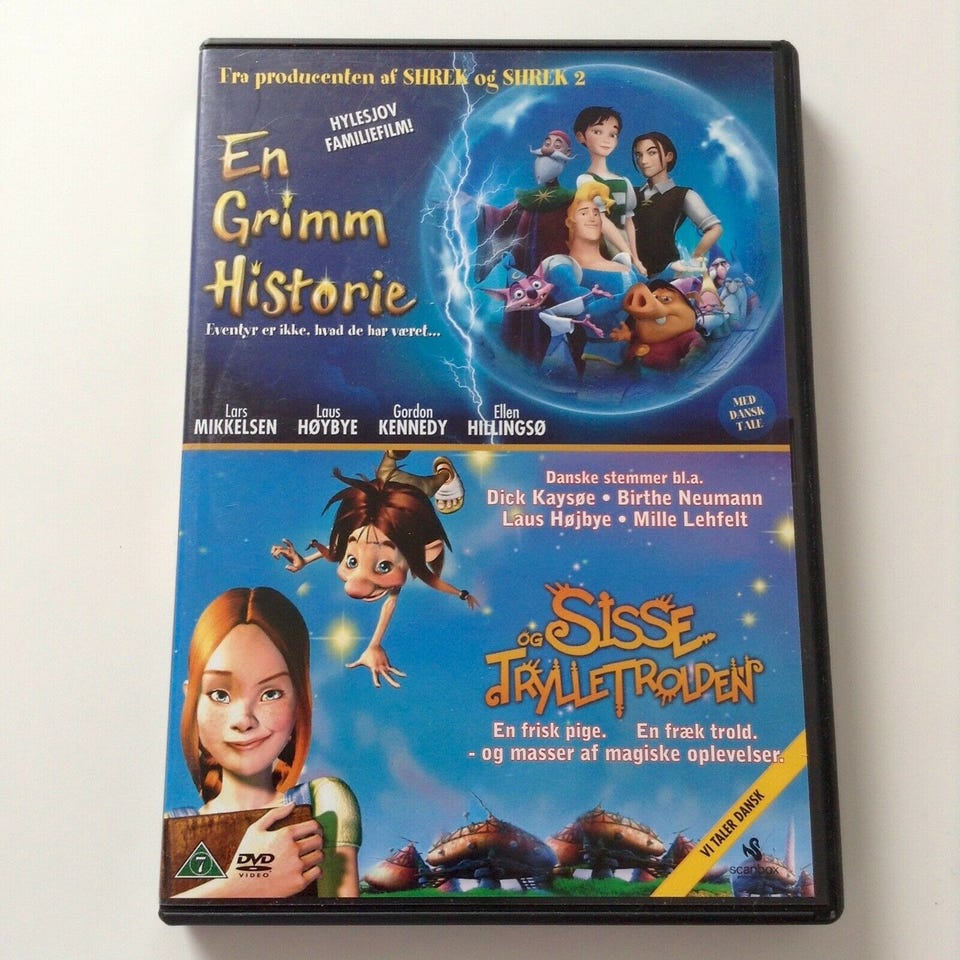 Fra producenten af SHREK og SHREK 2
HYLESJOV
FAMILIEFILM!
En
Grimm
Historie
Eventyr er ikke, hvad de har været...
Lars
MIKKELSEN
Laus
HØYBYE
Gordon
KENNEDY
Ellen
HILLINGSØ
MED
DANSK
TALE
Danske stemmer bl.a.
Dick Kaysøe • Birthe Neumann
Laus Højbye • Mille Lehfelt
SISSE
OG
TRYLLETROLDEN
En frisk pige. En fræk trold.
- og masser af magiske oplevelser.
VI TALER DANSK
7
DVD
VIDEO
scanbox